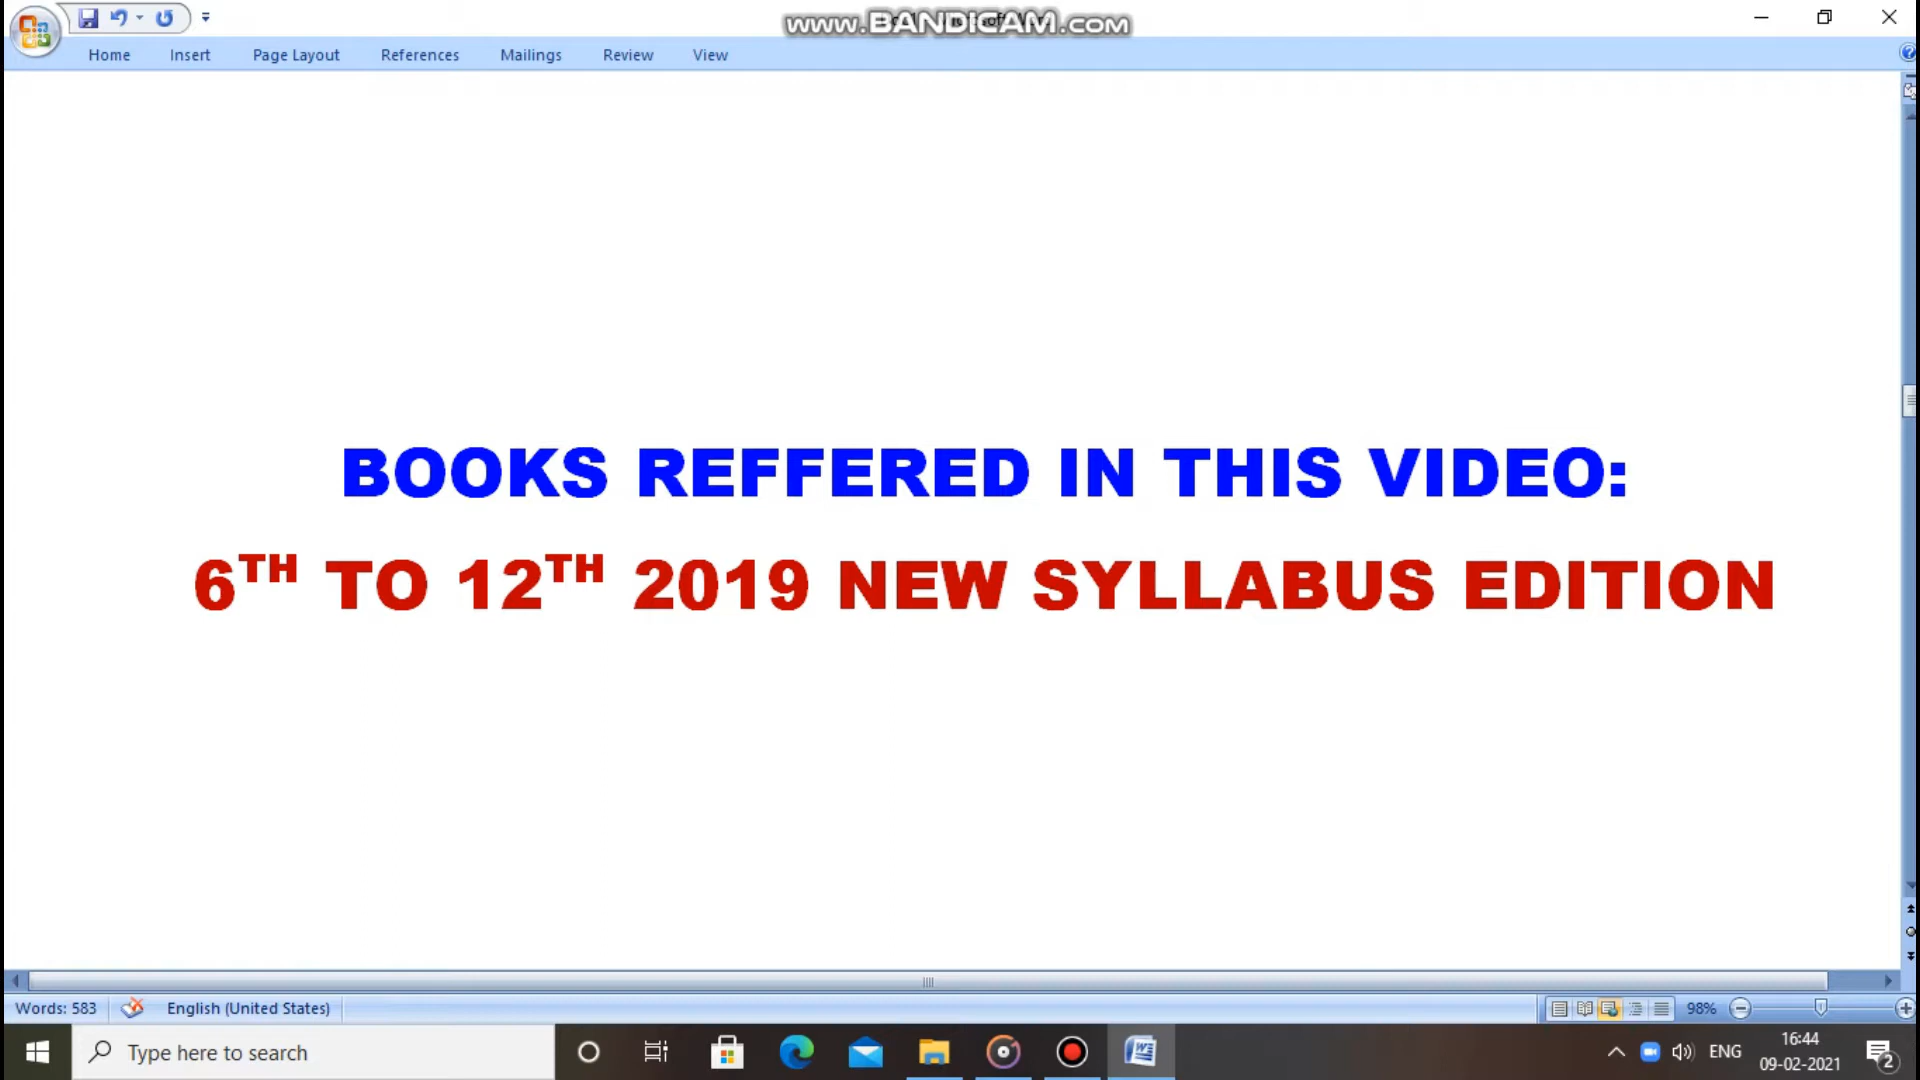 www.BANDICAM.com
Home Insert Page Layout References Mailings Review View
BOOKS REFFERED IN THIS VIDEO:
6TH TO 12TH 2019 NEW SYLLABUS EDITION
Words: 583 English (United States) 98%
Type here to search ENG 16:44
09-02-2021 2